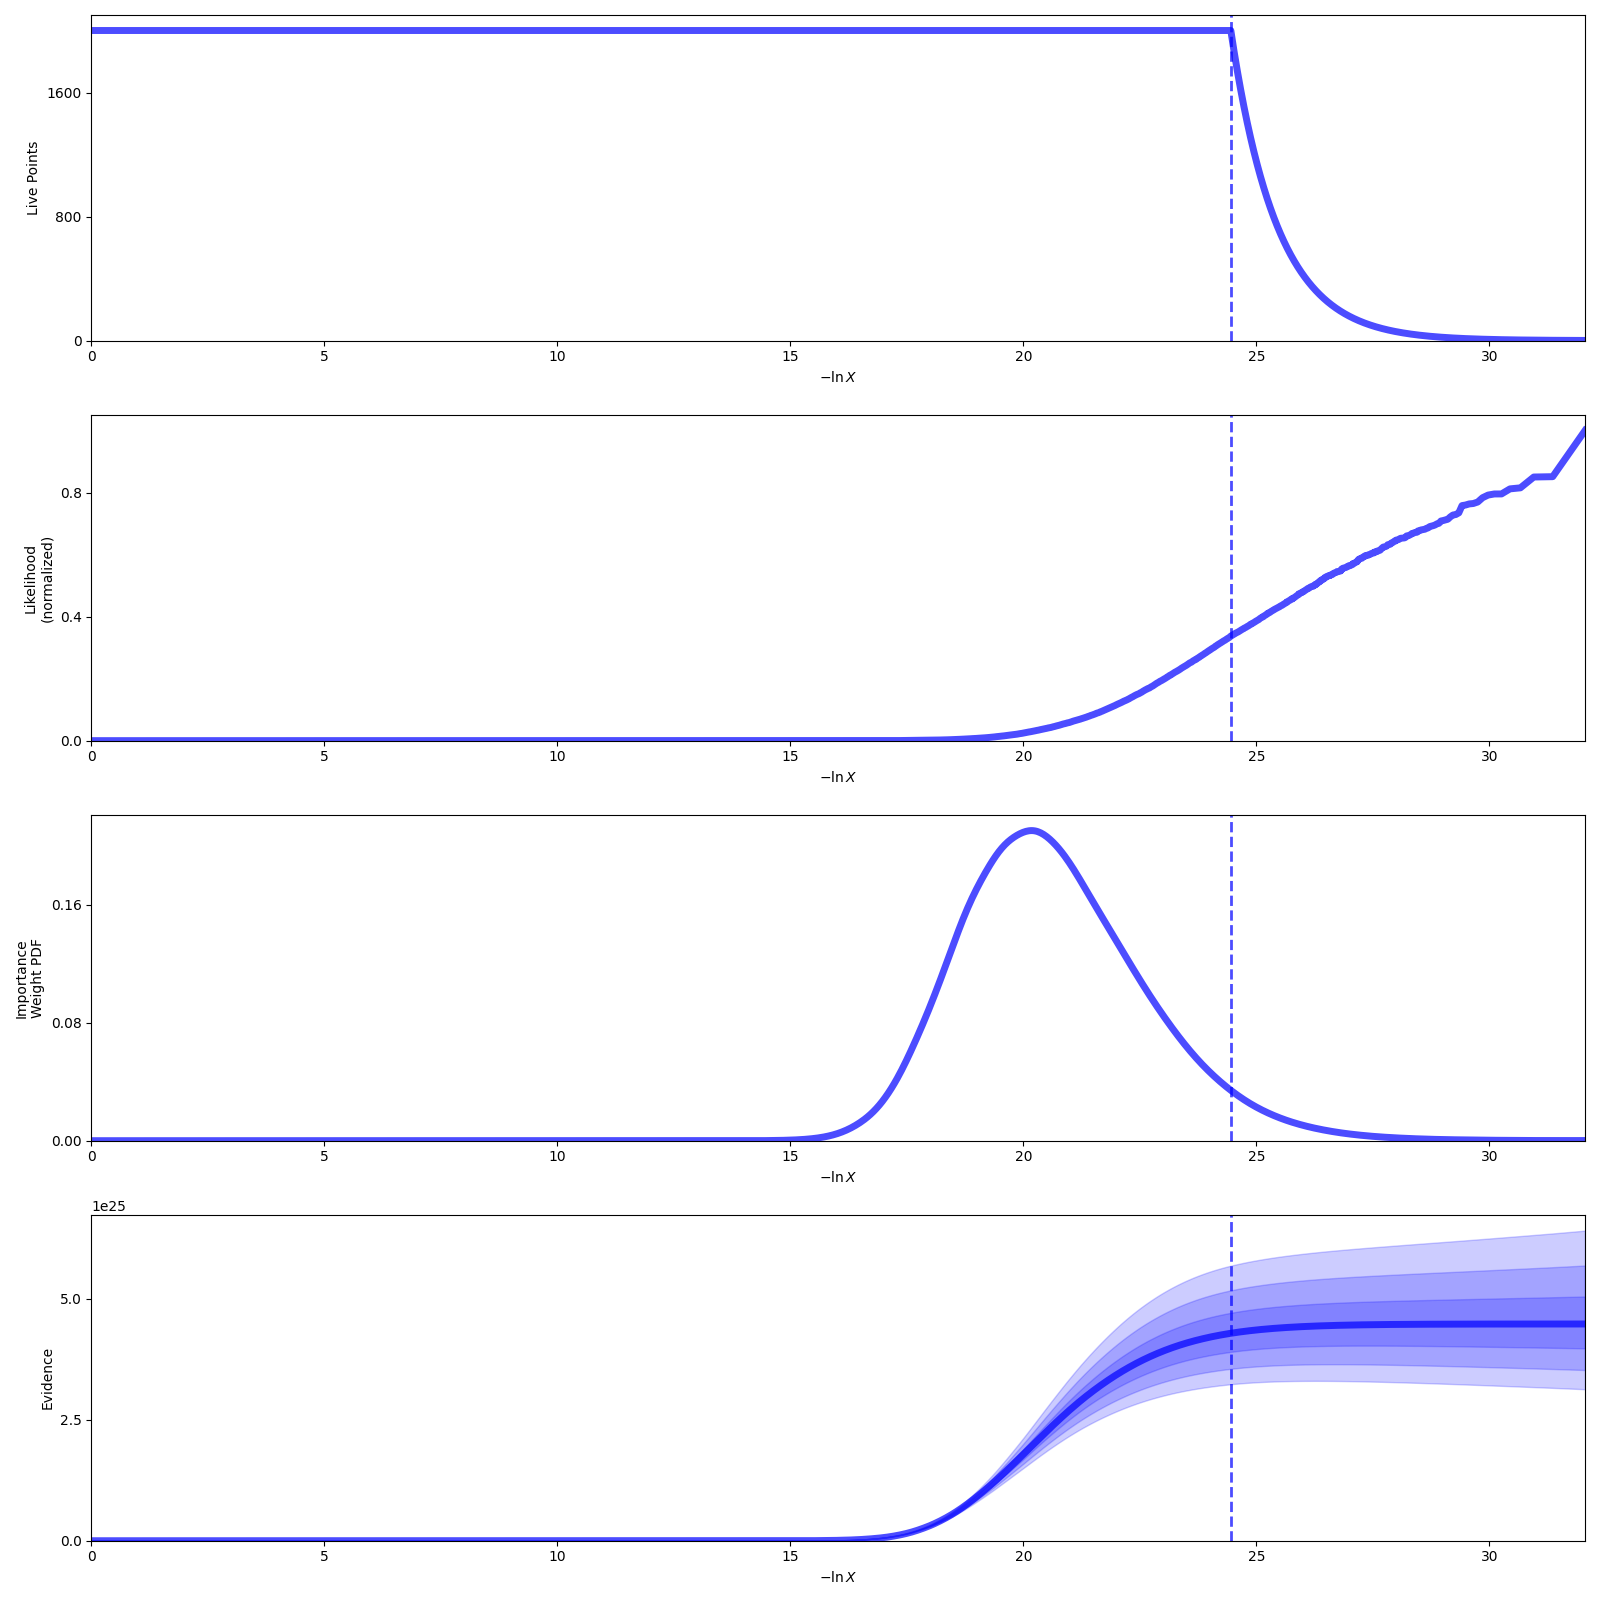 1600
800
0
Live Points
0 5 10 15 20 25 30
−ln X
0.8
0.4
0.0
Likelihood
(normalized)
0 5 10 15 20 25 30
−ln X
0.16
0.08
0.00
Importance
Weight PDF
0 5 10 15 20 25 30
−ln X
1e25
5.0
2.5
0.0
Evidence
0 5 10 15 20 25 30
−ln X